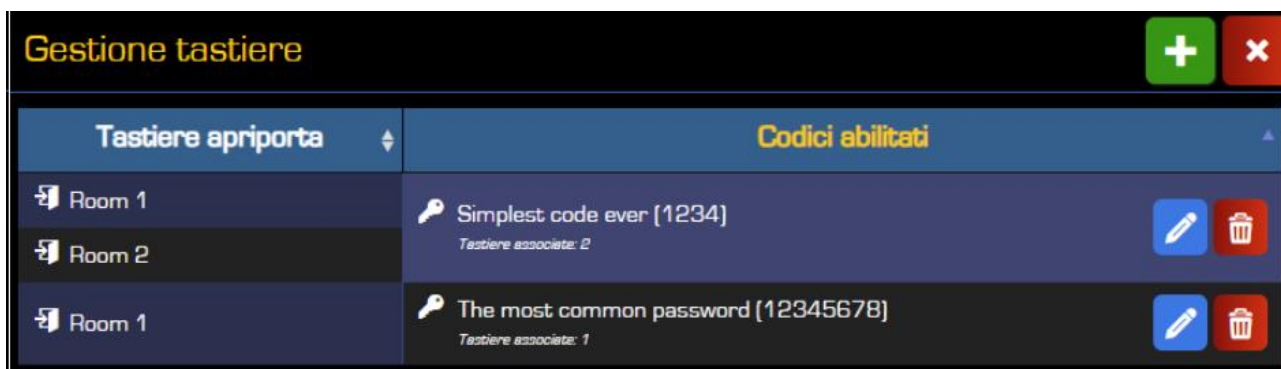 Gestione tastiere
Tastiere apriporta Codici abilitati
Room 1
Simplest code ever [1234]
Tastiere associate: 2
Room 2
Room 1
The most common password [12345678]
Tastiere associate: 1